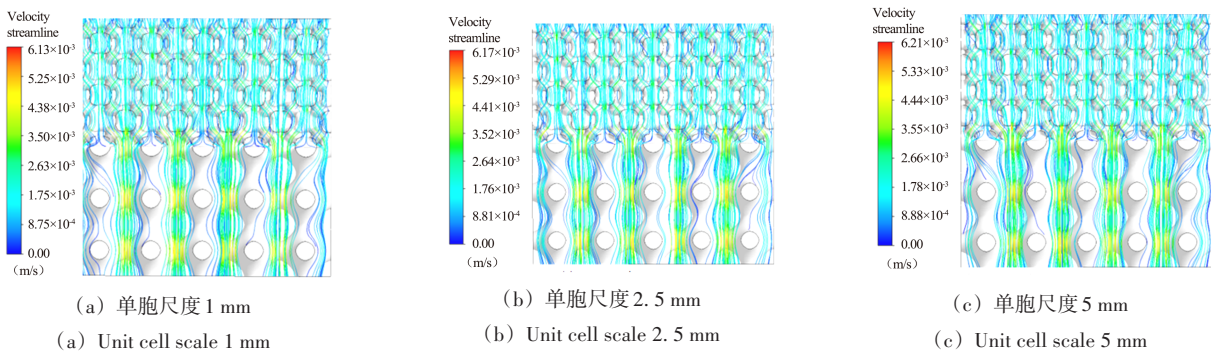 Velocity
streamline
6.13×10⁻³
5.25×10⁻³
4.38×10⁻³
3.50×10⁻³
2.63×10⁻³
1.75×10⁻³
8.75×10⁻⁴
0.00
（m/s）
（a）单胞尺度1 mm
（a）Unit cell scale 1 mm
Velocity
streamline
6.17×10⁻³
5.29×10⁻³
4.41×10⁻³
3.52×10⁻³
2.64×10⁻³
1.76×10⁻³
8.81×10⁻⁴
0.00
（m/s）
（b）单胞尺度2. 5 mm
（b）Unit cell scale 2. 5 mm
Velocity
streamline
6.21×10⁻³
5.33×10⁻³
4.44×10⁻³
3.55×10⁻³
2.66×10⁻³
1.78×10⁻³
8.88×10⁻⁴
0.00
（m/s）
（c）单胞尺度5 mm
（c）Unit cell scale 5 mm